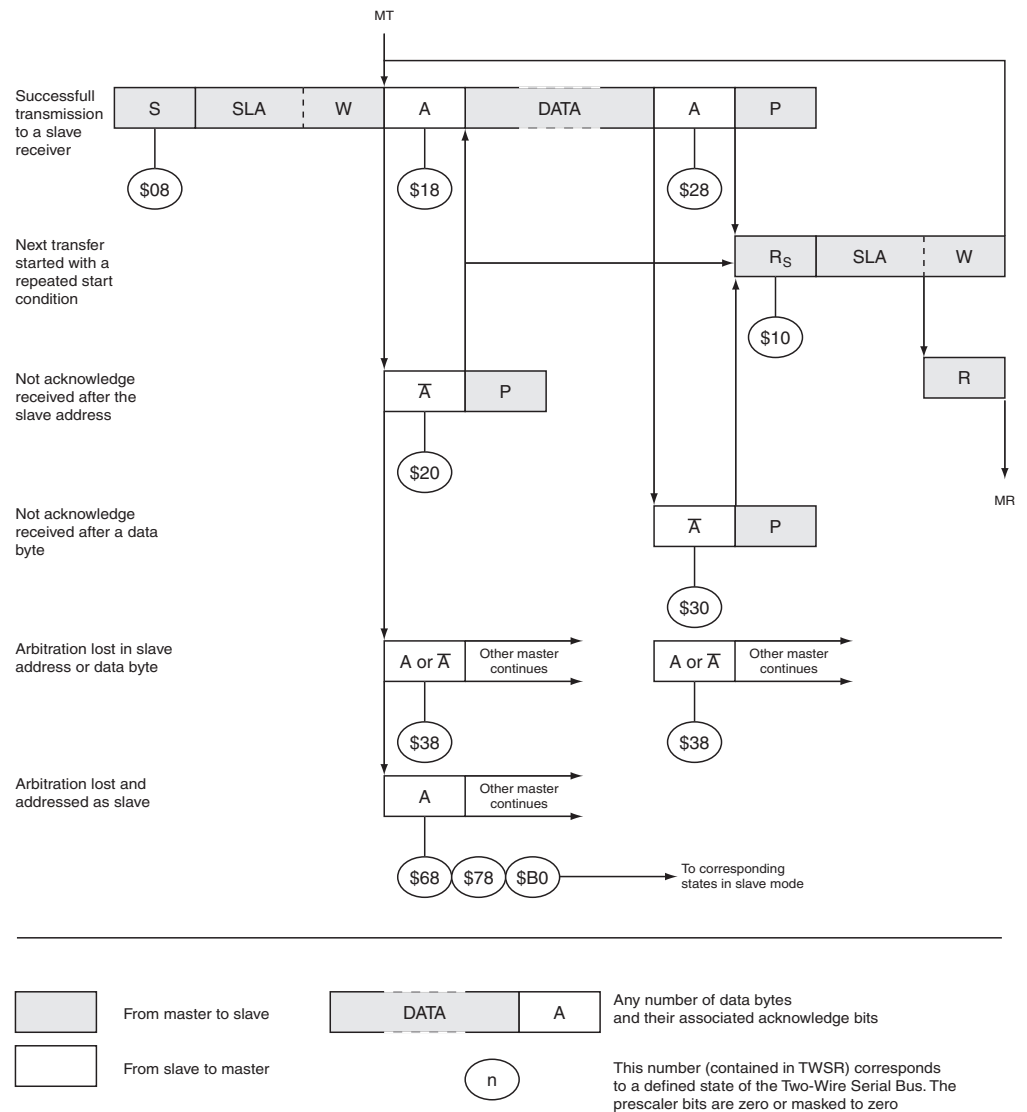 MT
Successfull
transmission
to a slave
receiver
S SLA W A DATA A P
$08 $18 $28
Next transfer
started with a
repeated start
condition
RS SLA W
$10
Not acknowledge
received after the
slave address
A̅ P
R
$20
MR
Not acknowledge
received after a data
byte
A̅ P
$30
Arbitration lost in slave
address or data byte
A or A̅ Other master
continues
A or A̅ Other master
continues
$38 $38
Arbitration lost and
addressed as slave
A Other master
continues
$68 $78 $B0
To corresponding
states in slave mode
From master to slave
DATA A
Any number of data bytes
and their associated acknowledge bits
From slave to master
n
This number (contained in TWSR) corresponds
to a defined state of the Two-Wire Serial Bus. The
prescaler bits are zero or masked to zero